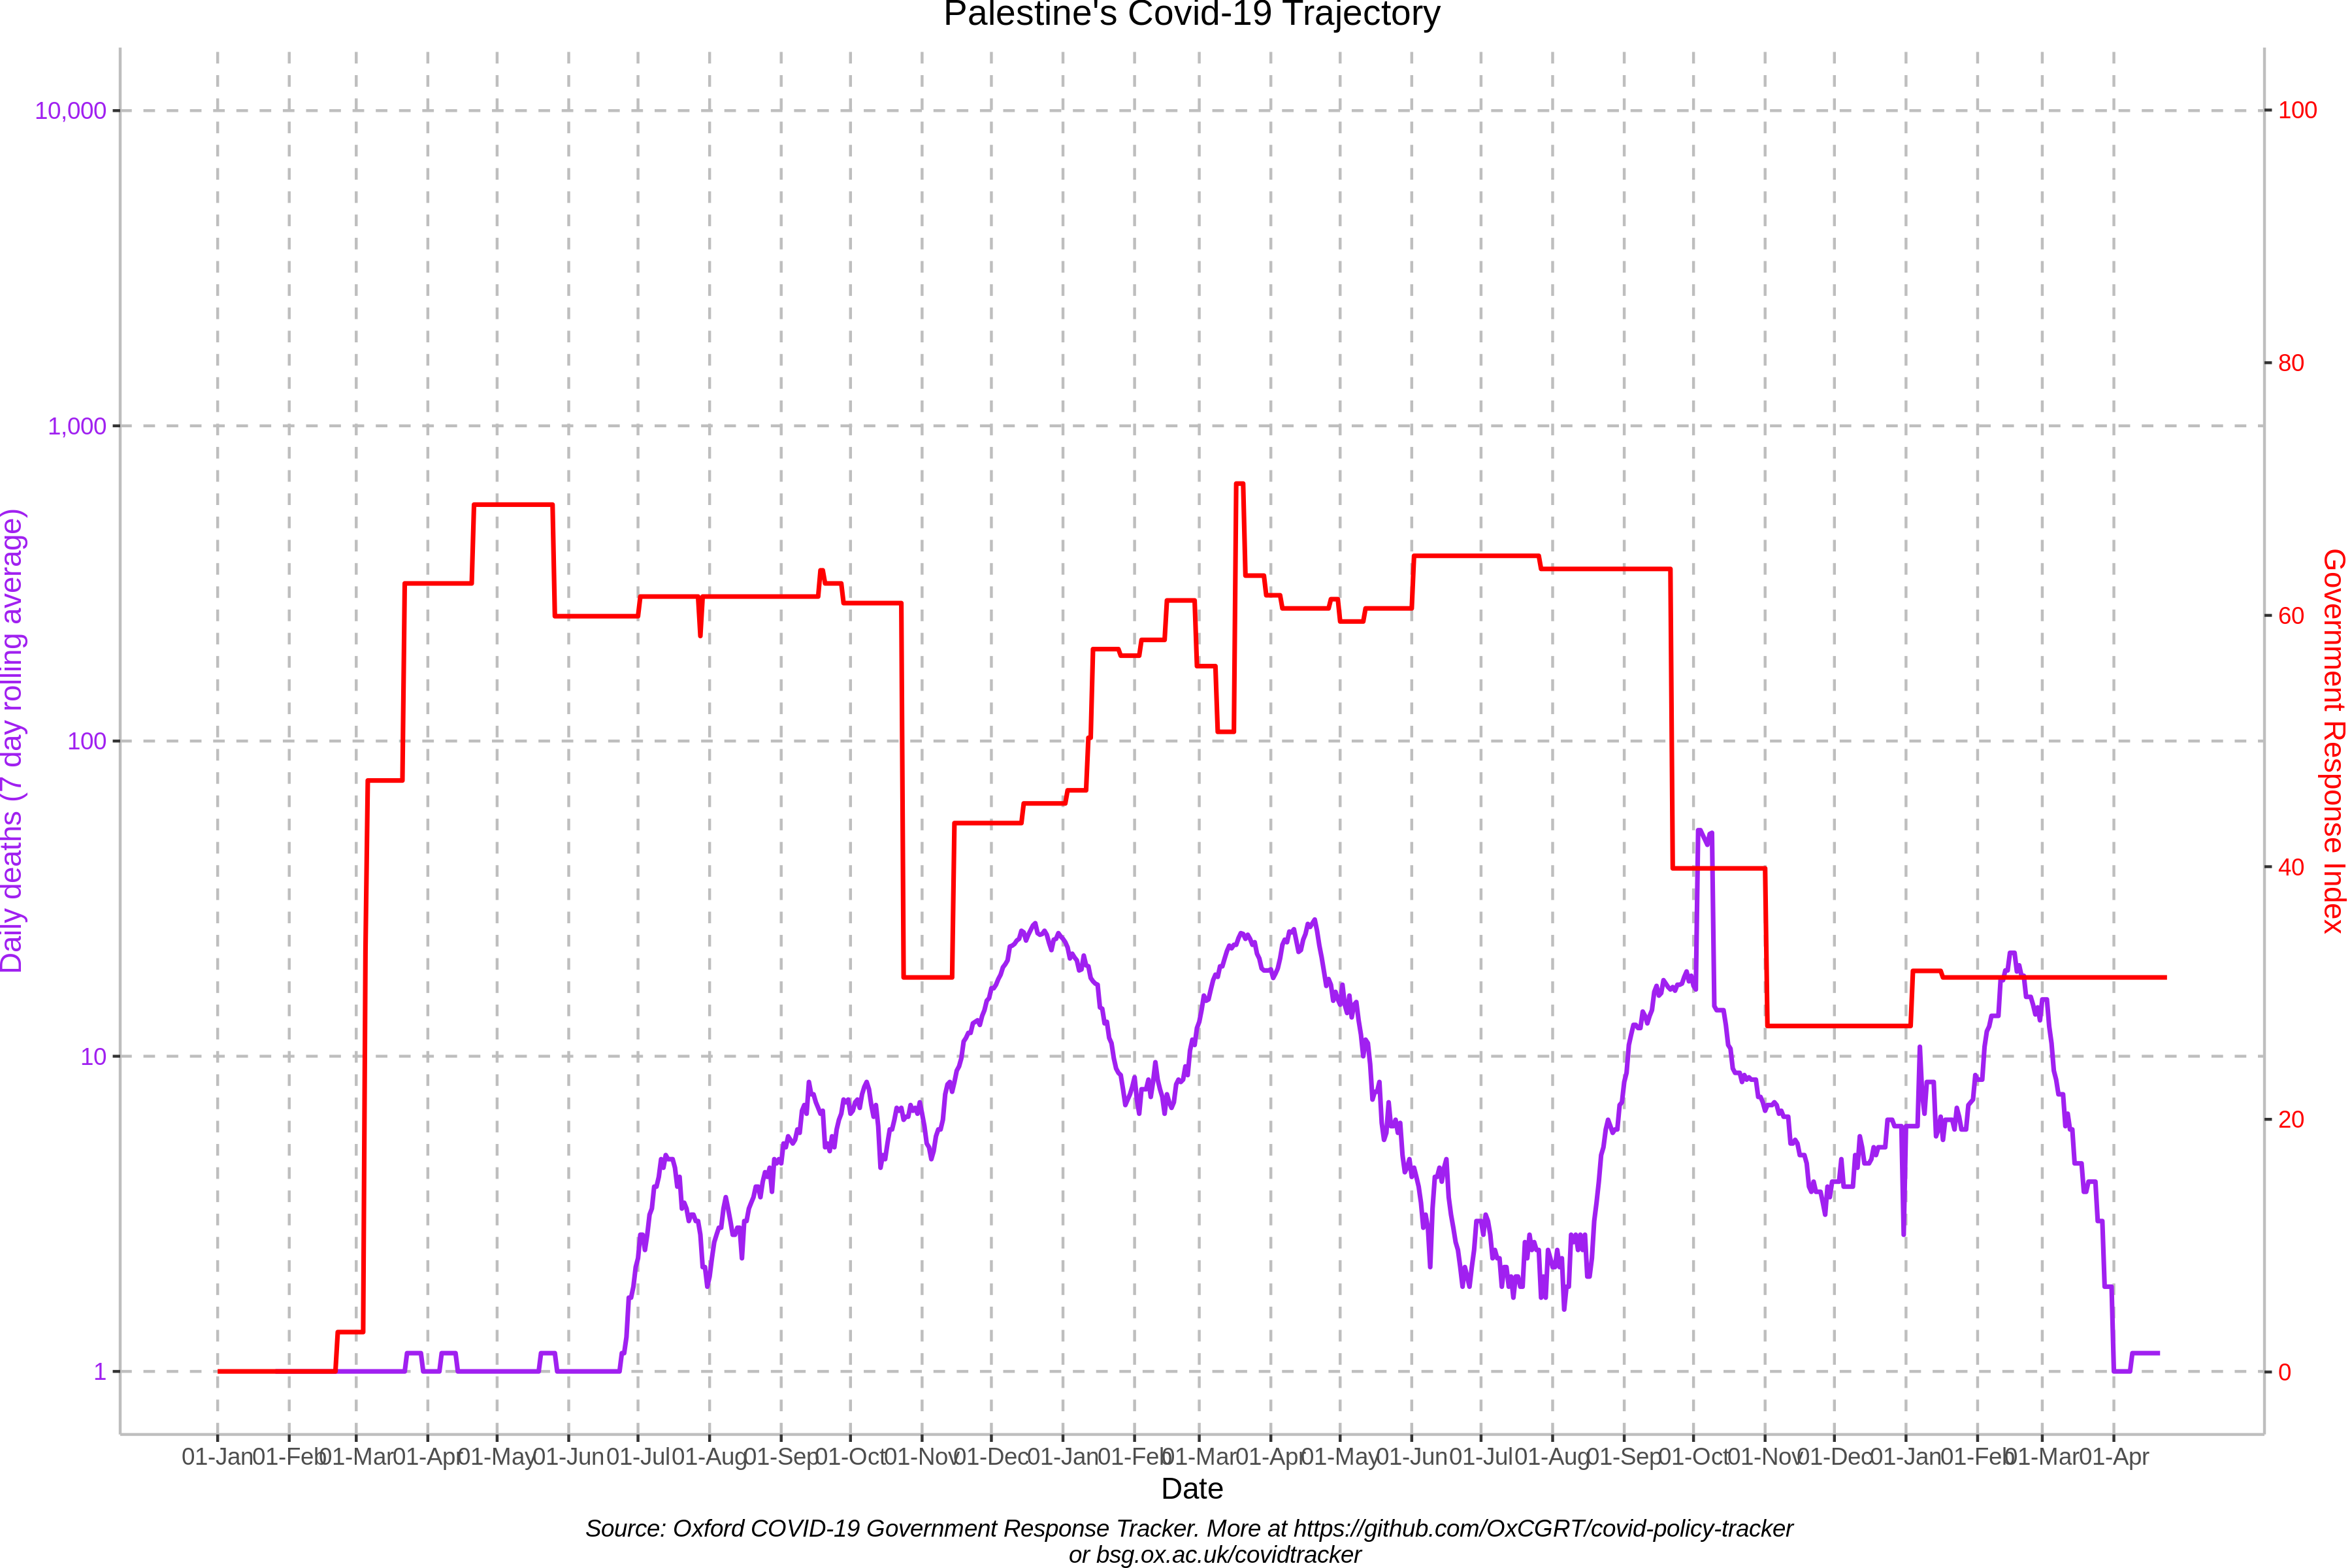 Palestine's Covid-19 Trajectory
Daily deaths (7 day rolling average)
10,000
1,000
100
10
1
100
80
60
40
20
0
Government Response Index
01-Jan 01-Feb 01-Mar 01-Apr 01-May 01-Jun 01-Jul 01-Aug 01-Sep 01-Oct 01-Nov 01-Dec 01-Jan 01-Feb 01-Mar 01-Apr 01-May 01-Jun 01-Jul 01-Aug 01-Sep 01-Oct 01-Nov 01-Dec 01-Jan 01-Feb 01-Mar 01-Apr
Date
Source: Oxford COVID-19 Government Response Tracker. More at https://github.com/OxCGRT/covid-policy-tracker
or bsg.ox.ac.uk/covidtracker